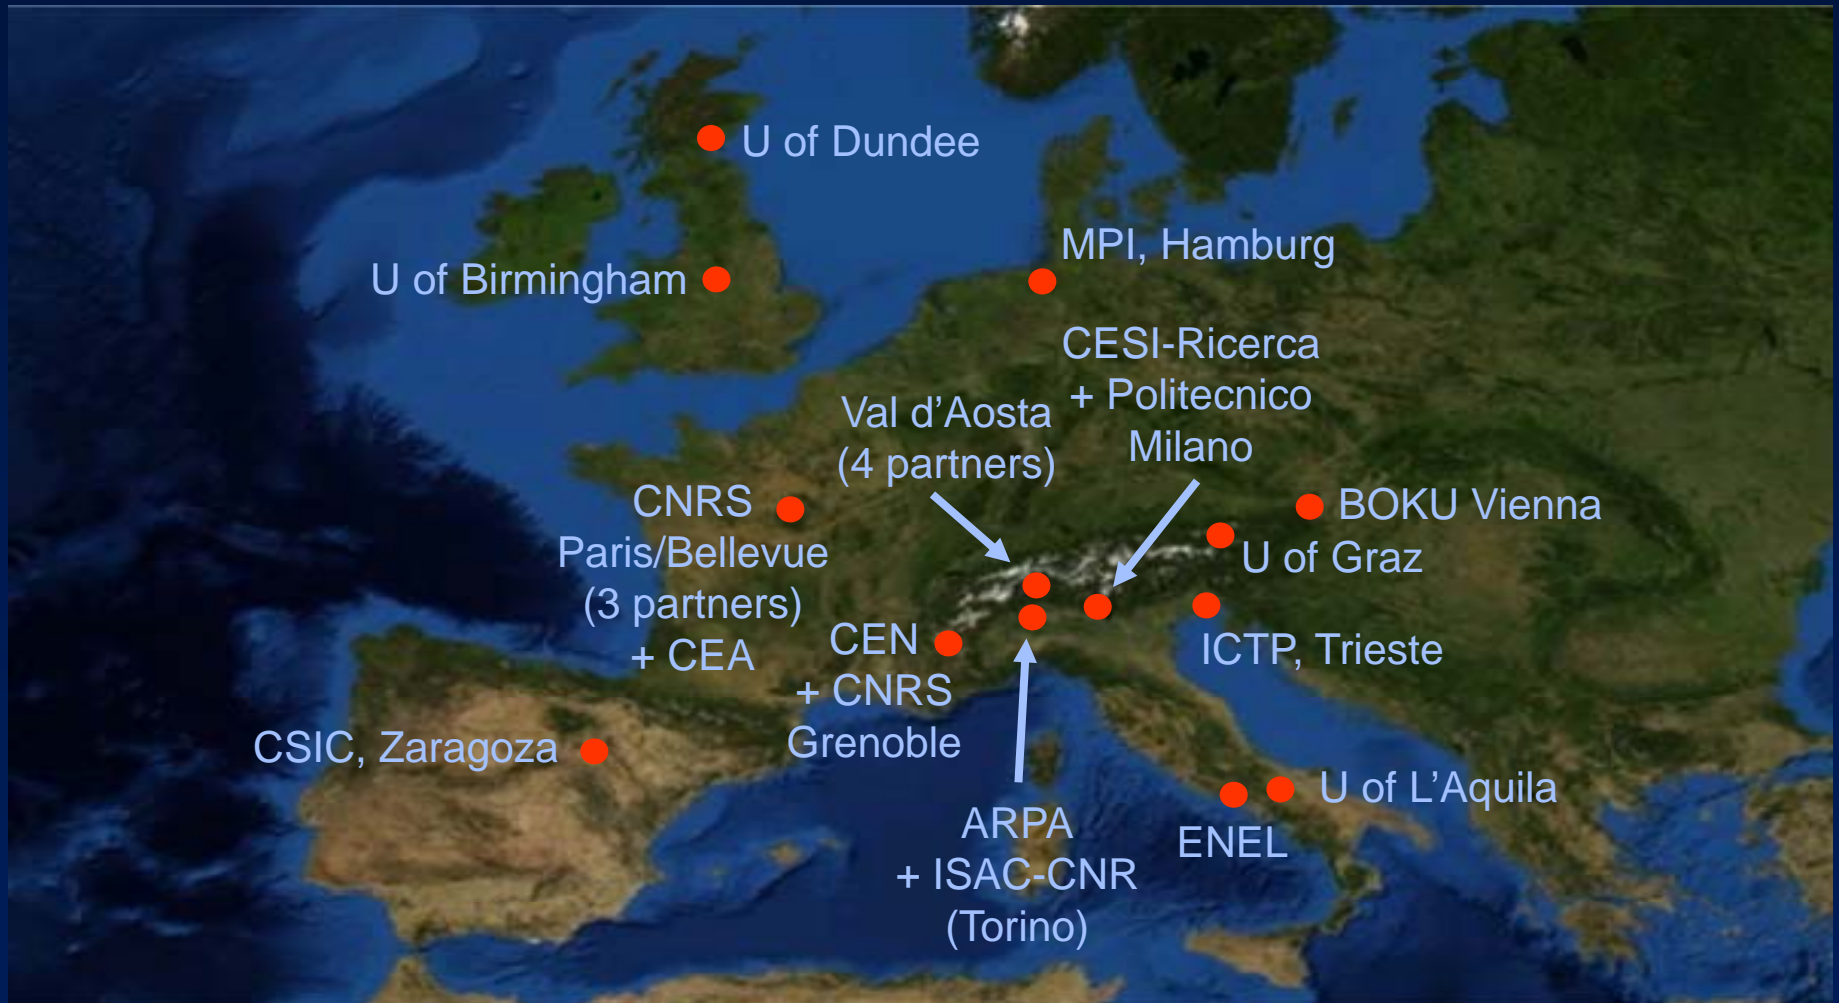 U of Dundee
MPI, Hamburg
U of Birmingham
CESI-Ricerca
+ Politecnico
Milano
Val d’Aosta
(4 partners)
CNRS
Paris/Bellevue
(3 partners)
+ CEA
BOKU Vienna
U of Graz
CEN
+ CNRS
Grenoble
ICTP, Trieste
CSIC, Zaragoza
U of L’Aquila
ENEL
ARPA
+ ISAC-CNR
(Torino)